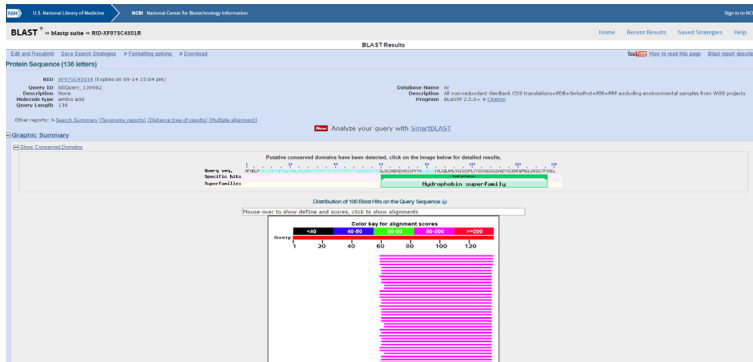 NIH U.S. National Library of Medicine NCBI National Center for Biotechnology Information Sign in to NC
BLAST ® » blastp suite » RID-XF97SC4S01R Home Recent Results Saved Strategies Help
BLAST Results
Edit and Resubmit Save Search Strategies » Formatting options » Download YouTube How to read this page Blast report descrip
Protein Sequence (136 letters)
RID XF97SC4S01R (Expires on 09-14 15:04 pm)
Query ID lcl|Query_139982
Description None
Molecule type amino acid
Query Length 136
Database Name nr
Description All non-redundant GenBank CDS translations+PDB+SwissProt+PIR+PRF excluding environmental samples from WGS projects
Program BLASTP 2.5.0+ » Citation
Other reports: » Search Summary [Taxonomy reports] [Distance tree of results] [Multiple alignment]
New Analyze your query with SmartBLAST
Graphic Summary
Show Conserved Domains
Putative conserved domains have been detected, click on the image below for detailed results.
Query seq.
Specific hits
Superfamilies Hydrophobin superfamily
Distribution of 100 Blast Hits on the Query Sequence
Mouse-over to show defline and scores, click to show alignments
Color key for alignment scores
<40 40-50 50-80 80-200 >=200
Query
1 20 40 60 80 100 120